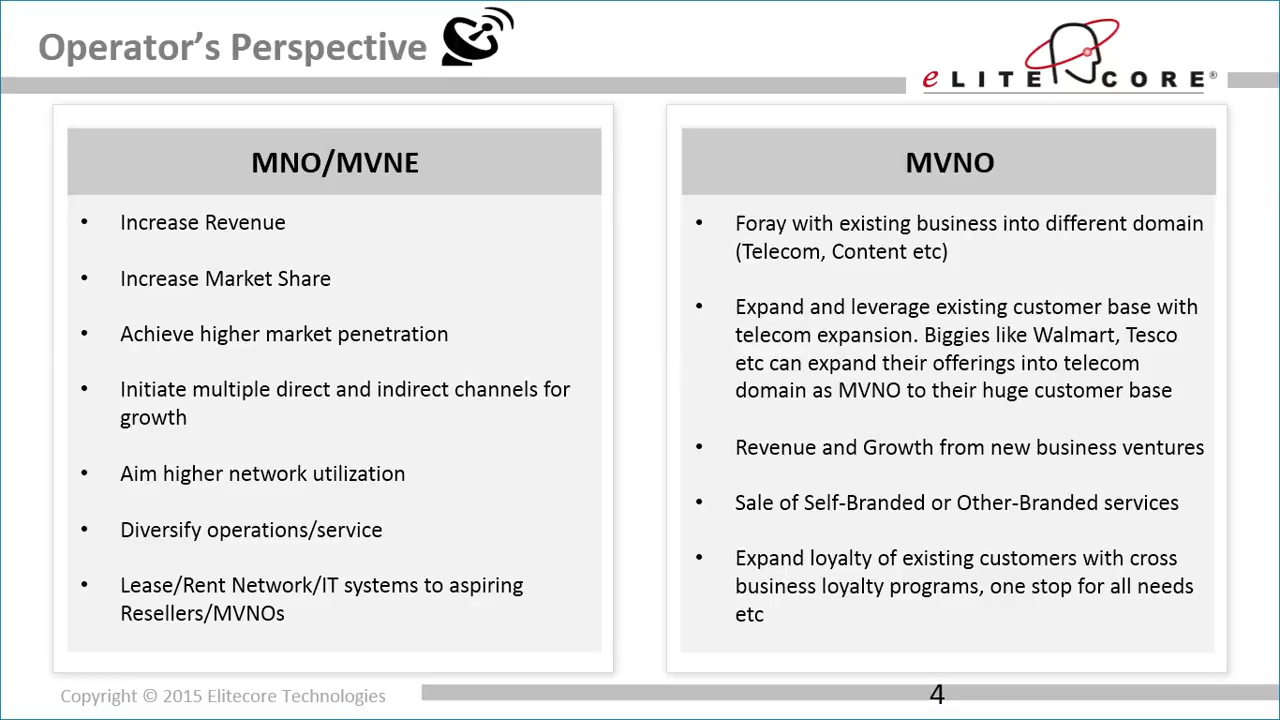 Operator’s Perspective
eLITECORE®
MNO/MVNE
• Increase Revenue
• Increase Market Share
• Achieve higher market penetration
• Initiate multiple direct and indirect channels for
growth
• Aim higher network utilization
• Diversify operations/service
• Lease/Rent Network/IT systems to aspiring
Resellers/MVNOs
MVNO
• Foray with existing business into different domain
(Telecom, Content etc)
• Expand and leverage existing customer base with
telecom expansion. Biggies like Walmart, Tesco
etc can expand their offerings into telecom
domain as MVNO to their huge customer base
• Revenue and Growth from new business ventures
• Sale of Self-Branded or Other-Branded services
• Expand loyalty of existing customers with cross
business loyalty programs, one stop for all needs
etc
Copyright © 2015 Elitecore Technologies
4